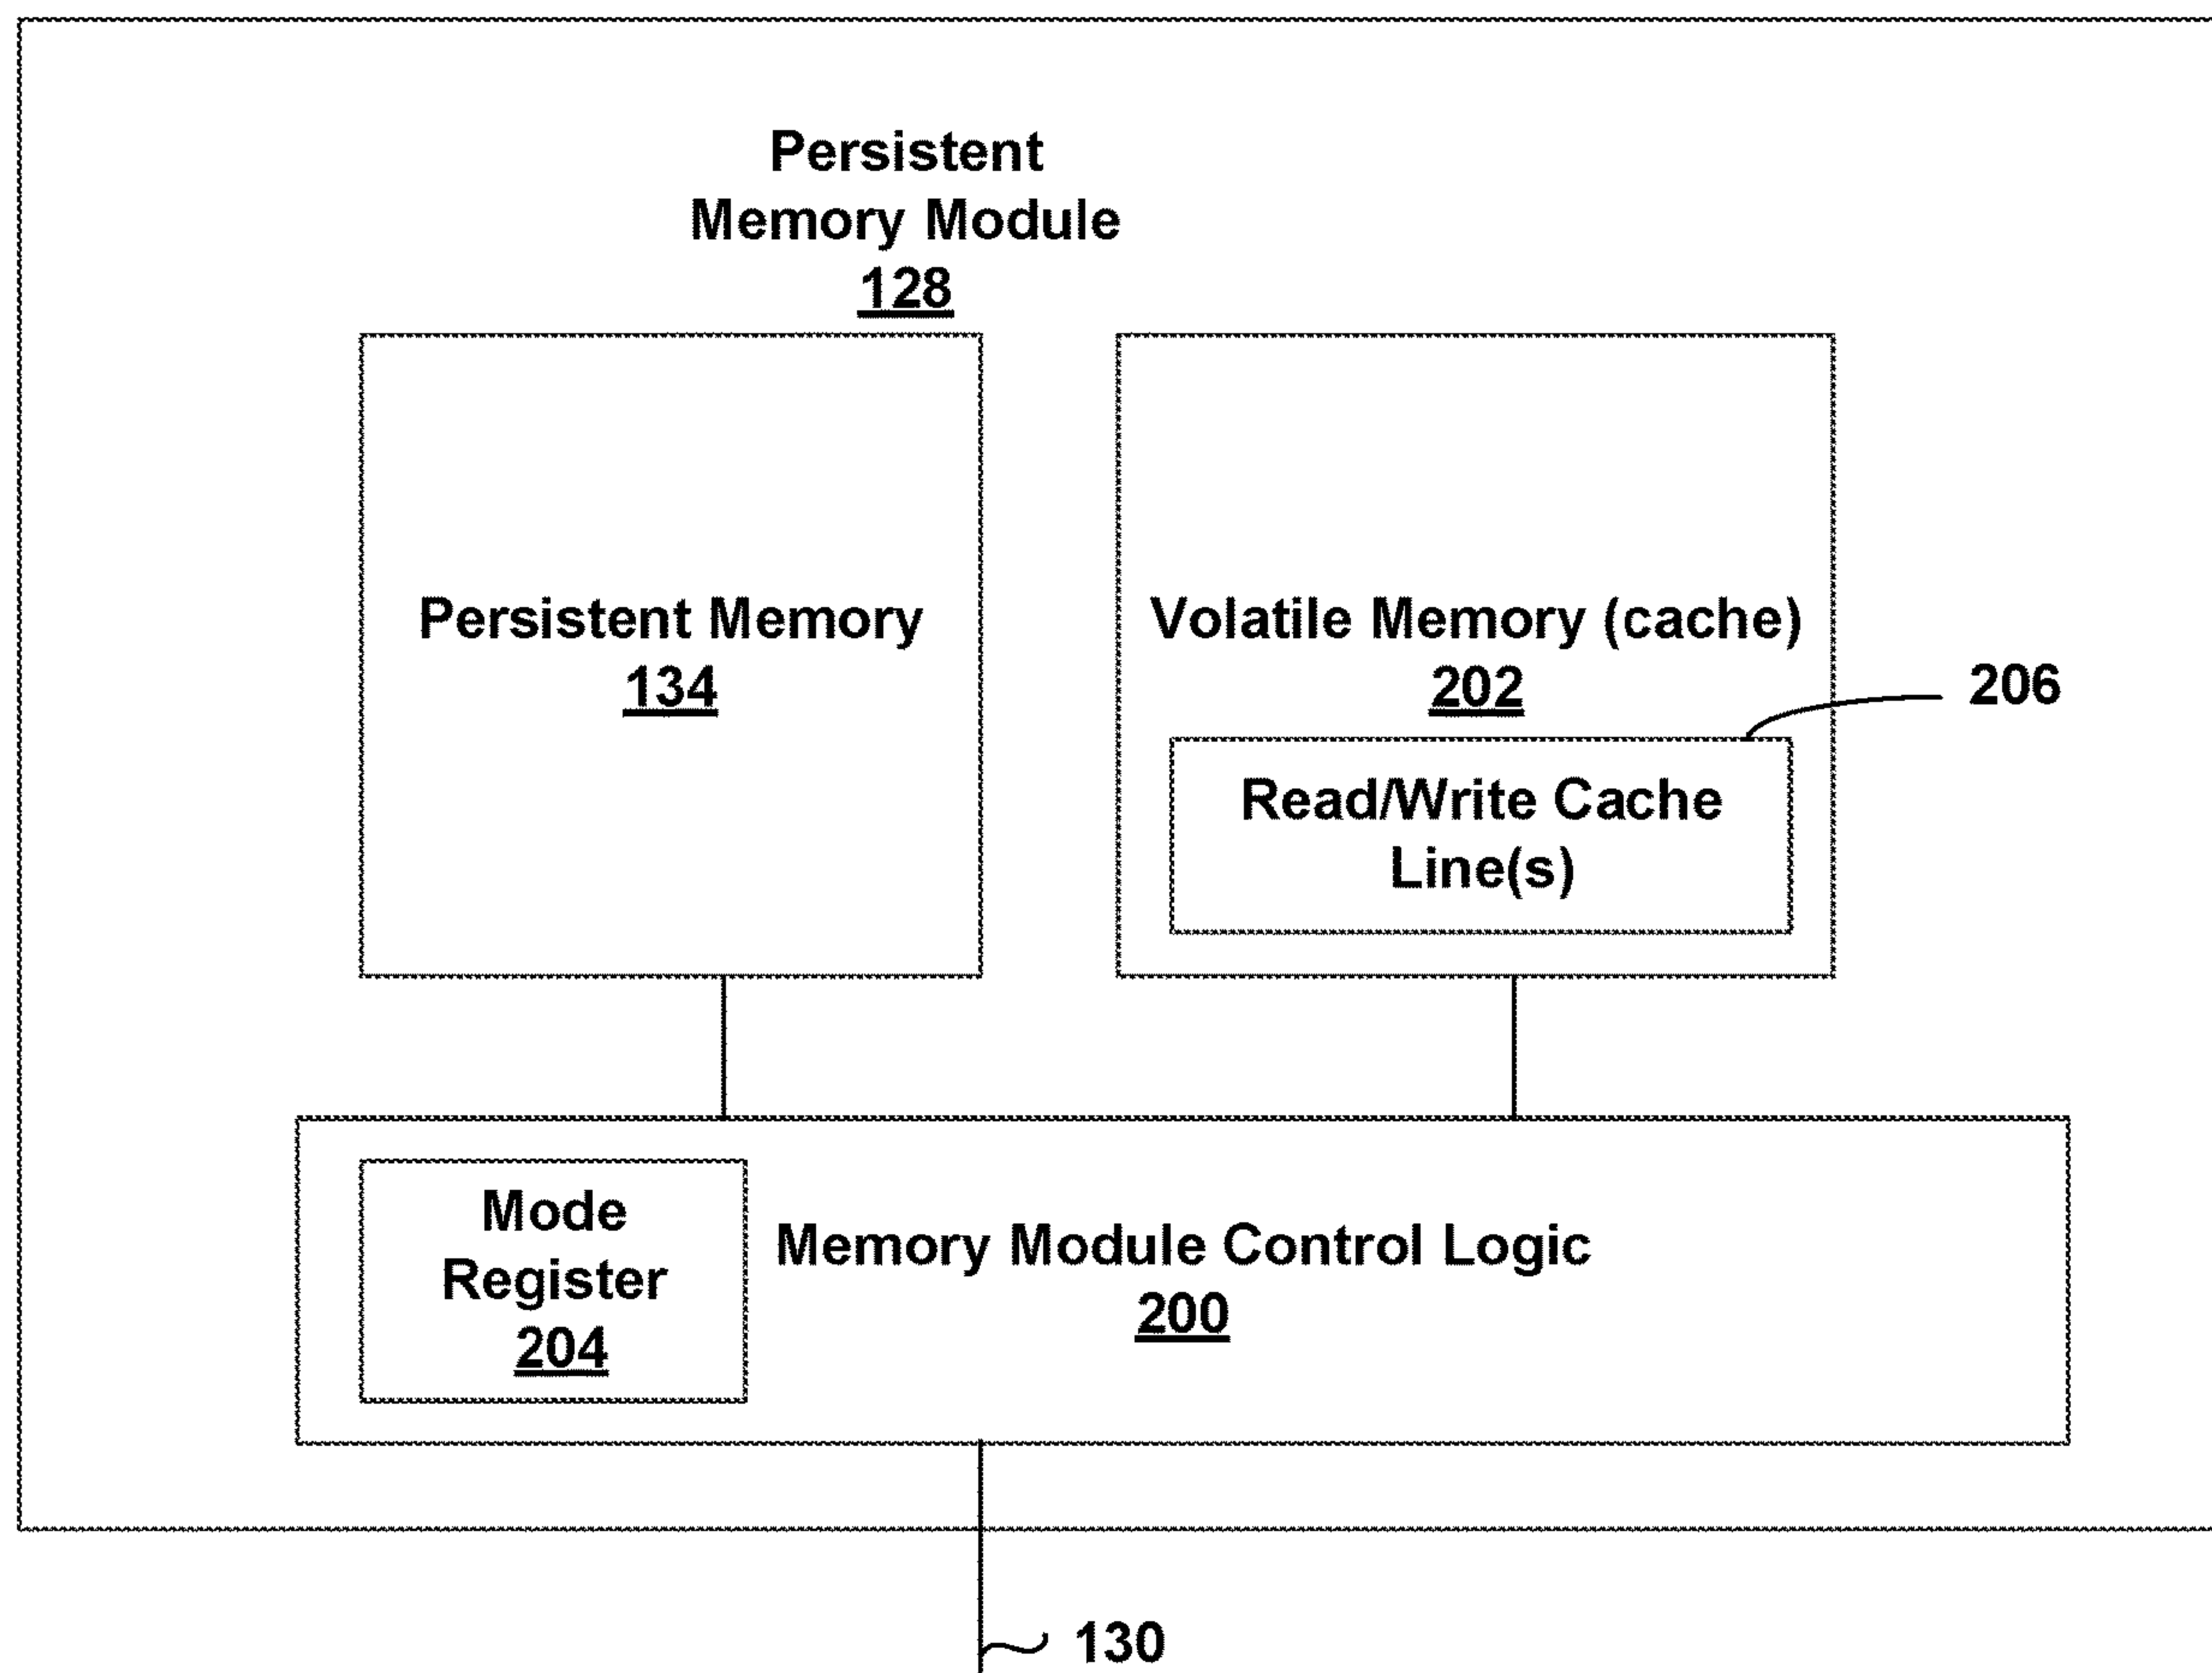 Persistent
Memory Module
128
Persistent Memory
134
Volatile Memory (cache)
202
206
Read/Write Cache
Line(s)
Mode
Register
204
Memory Module Control Logic
200
130